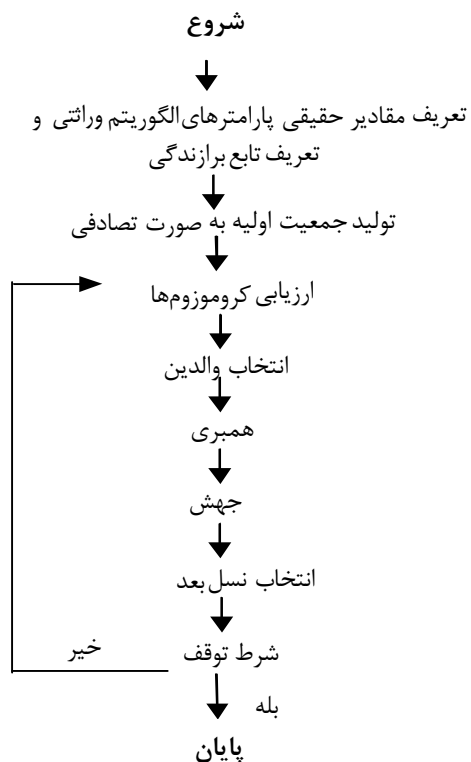 شروع
تعریف مقادیر حقیقی پارامترهای الگوریتم وراثتی و
تعریف تابع برازندگی
تولید جمعیت اولیه به صورت تصادفی
ارزیابی کروموزوم‌ها
انتخاب والدین
همبری
جهش
انتخاب نسل بعد
شرط توقف
خیر
بله
پایان